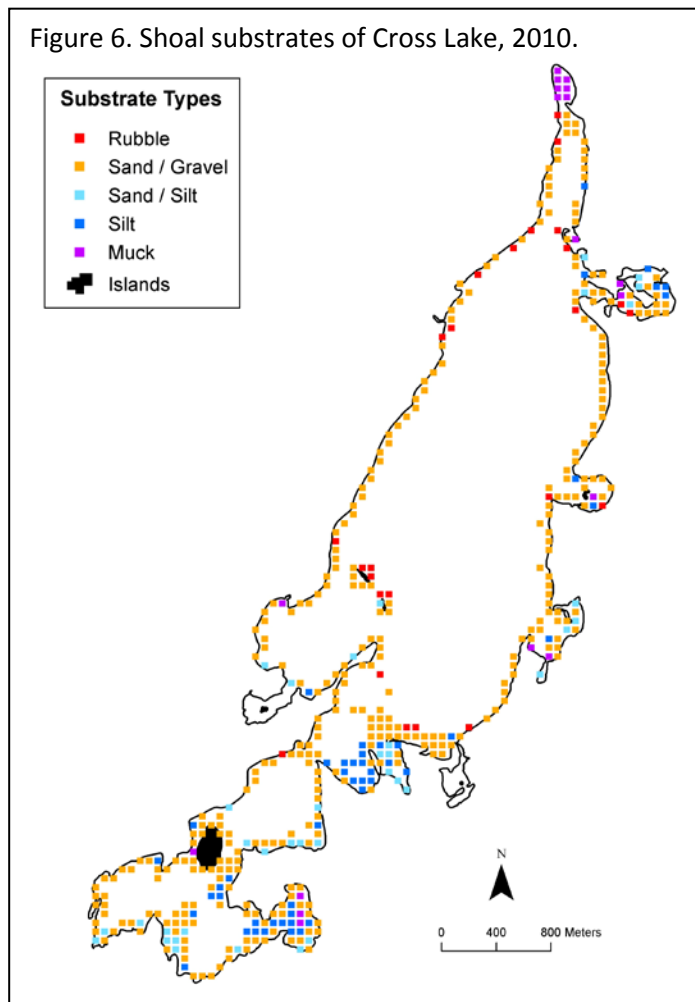 Figure 6. Shoal substrates of Cross Lake, 2010.
Substrate Types
Rubble
Sand / Gravel
Sand / Silt
Silt
Muck
Islands
N
0 400 800 Meters